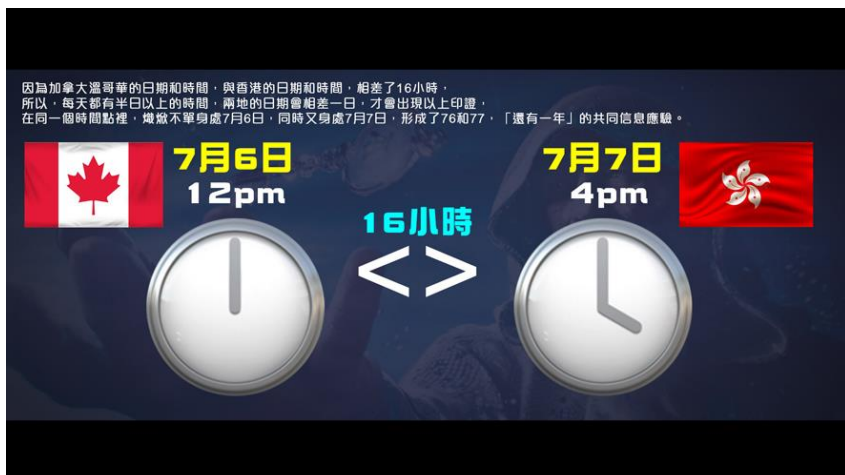 因為加拿大溫哥華的日期和時間，與香港的日期和時間，相差了16小時，
所以，每天都有半日以上的時間，兩地的日期會相差一日，才會出現以上印證，
在同一個時間點裡，熾焮不單身處7月6日，同時又身處7月7日，形成了76和77，「還有一年」的共同信息應驗。
7月6日
12pm
7月7日
4pm
16小時
<>